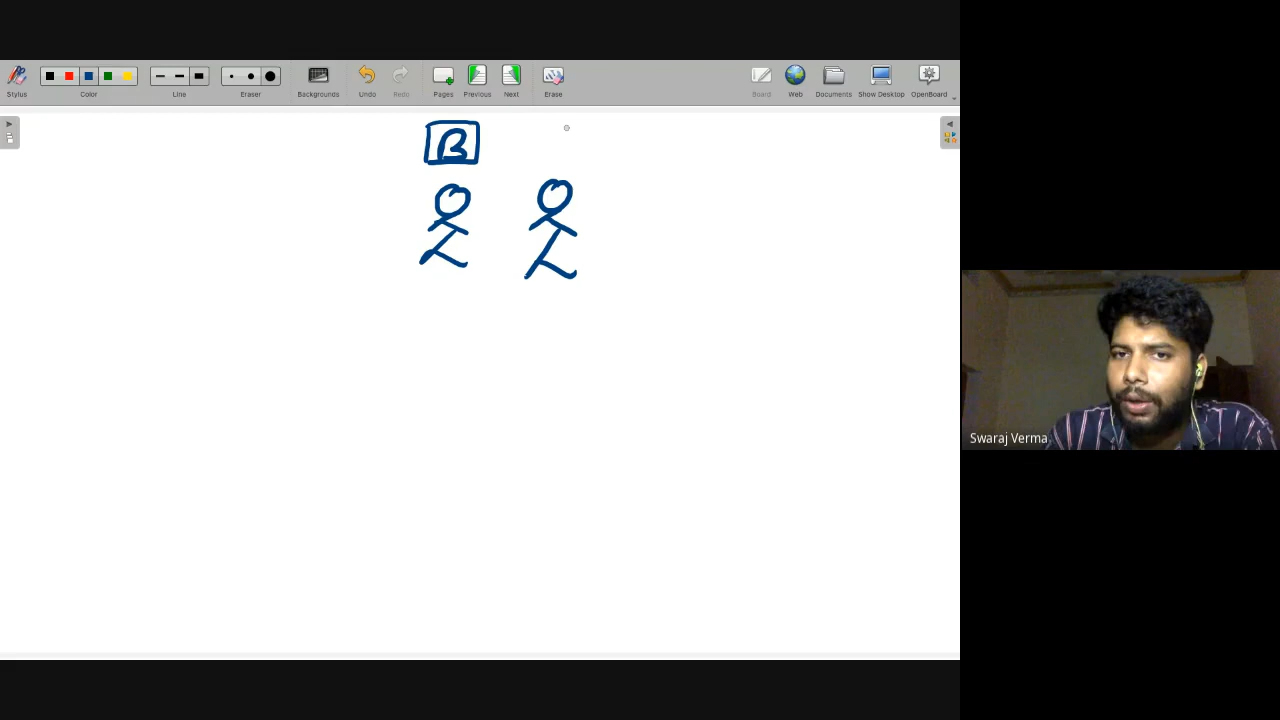 Stylus Color Line Eraser Backgrounds Undo Redo Pages Previous Next Erase Board Web Documents Show Desktop OpenBoard
B
Swaraj Verma